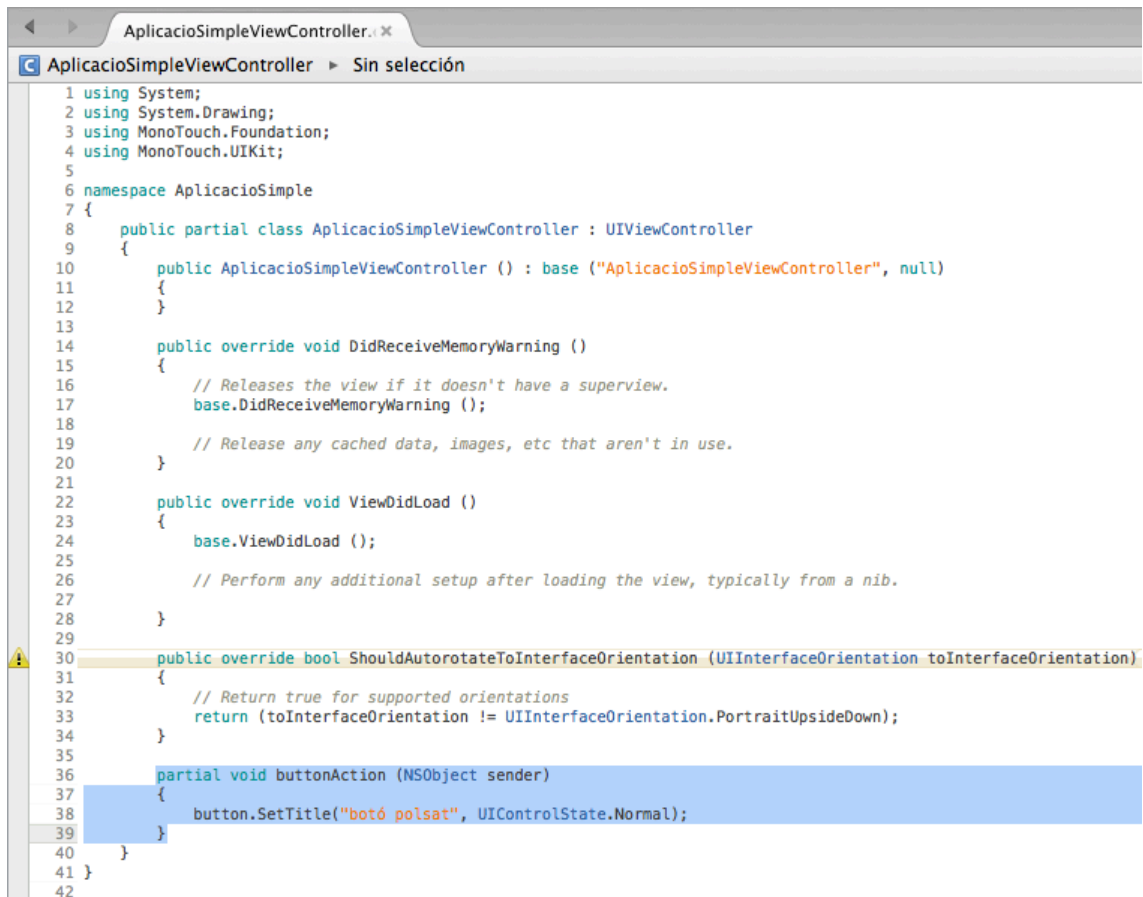 AplicacioSimpleViewController.
AplicacioSimpleViewController ▸ Sin selección
1 using System;
2 using System.Drawing;
3 using MonoTouch.Foundation;
4 using MonoTouch.UIKit;
5
6 namespace AplicacioSimple
7 {
8     public partial class AplicacioSimpleViewController : UIViewController
9     {
10         public AplicacioSimpleViewController () : base ("AplicacioSimpleViewController", null)
11         {
12         }
13
14         public override void DidReceiveMemoryWarning ()
15         {
16             // Releases the view if it doesn't have a superview.
17             base.DidReceiveMemoryWarning ();
18
19             // Release any cached data, images, etc that aren't in use.
20         }
21
22         public override void ViewDidLoad ()
23         {
24             base.ViewDidLoad ();
25
26             // Perform any additional setup after loading the view, typically from a nib.
27
28         }
29
30         public override bool ShouldAutorotateToInterfaceOrientation (UIInterfaceOrientation toInterfaceOrientation)
31         {
32             // Return true for supported orientations
33             return (toInterfaceOrientation != UIInterfaceOrientation.PortraitUpsideDown);
34         }
35
36         partial void buttonAction (NSObject sender)
37         {
38             button.SetTitle("botó polsat", UIControlState.Normal);
39         }
40     }
41 }
42